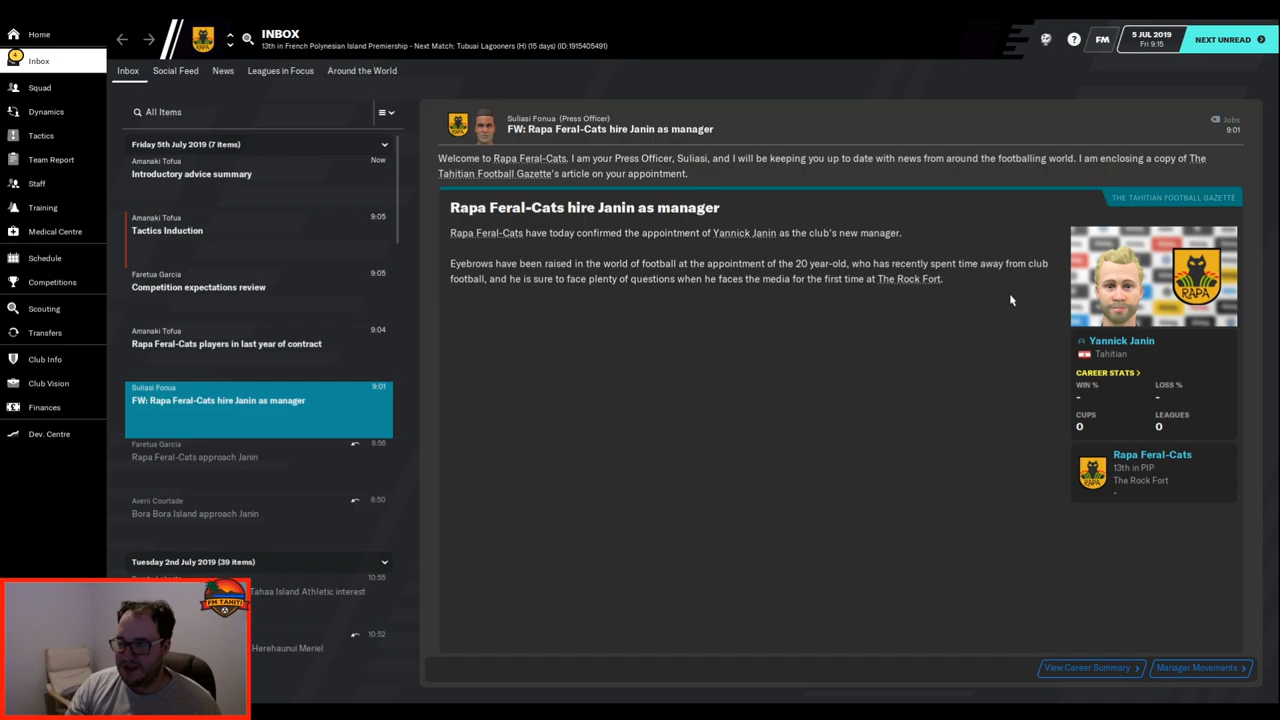 Home
Inbox
4
Squad
Dynamics
Tactics
Team Report
Staff
Training
Medical Centre
Schedule
Competitions
Scouting
Transfers
Club Info
Club Vision
Finances
Dev. Centre
RAPA
INBOX
13th in French Polynesian Island Premiership - Next Match: Tubuai Lagooners (H) (15 days) (ID:1915405491)
?
FM
5 JUL 2019
Fri 9:15
NEXT UNREAD
Inbox
Social Feed
News
Leagues in Focus
Around the World
All Items
Friday 5th July 2019 (7 items)
Amanaki Tofua
Now
Introductory advice summary
Amanaki Tofua
9:05
Tactics Induction
Faretua Garcia
9:05
Competition expectations review
Amanaki Tofua
9:04
Rapa Feral-Cats players in last year of contract
Suliasi Fonua
9:01
FW: Rapa Feral-Cats hire Janin as manager
Faretua Garcia
8:56
Rapa Feral-Cats approach Janin
Averii Courtade
8:50
Bora Bora Island approach Janin
Tuesday 2nd July 2019 (39 items)
10:55
Tahaa Island Athletic interest
10:52
Herehaunui Meriel
FM TAHITI
Suliasi Fonua (Press Officer)
FW: Rapa Feral-Cats hire Janin as manager
Jobs
9:01
Welcome to Rapa Feral-Cats. I am your Press Officer, Suliasi, and I will be keeping you up to date with news from around the footballing world. I am enclosing a copy of The
Tahitian Football Gazette's article on your appointment.
THE TAHITIAN FOOTBALL GAZETTE
Rapa Feral-Cats hire Janin as manager
Rapa Feral-Cats have today confirmed the appointment of Yannick Janin as the club's new manager.
Eyebrows have been raised in the world of football at the appointment of the 20 year-old, who has recently spent time away from club
football, and he is sure to face plenty of questions when he faces the media for the first time at The Rock Fort.
RAPA
Yannick Janin
Tahitian
CAREER STATS >
WIN %
LOSS %
-
-
CUPS
LEAGUES
0
0
RAPA
Rapa Feral-Cats
13th in PIP
The Rock Fort
-
View Career Summary >
Manager Movements >